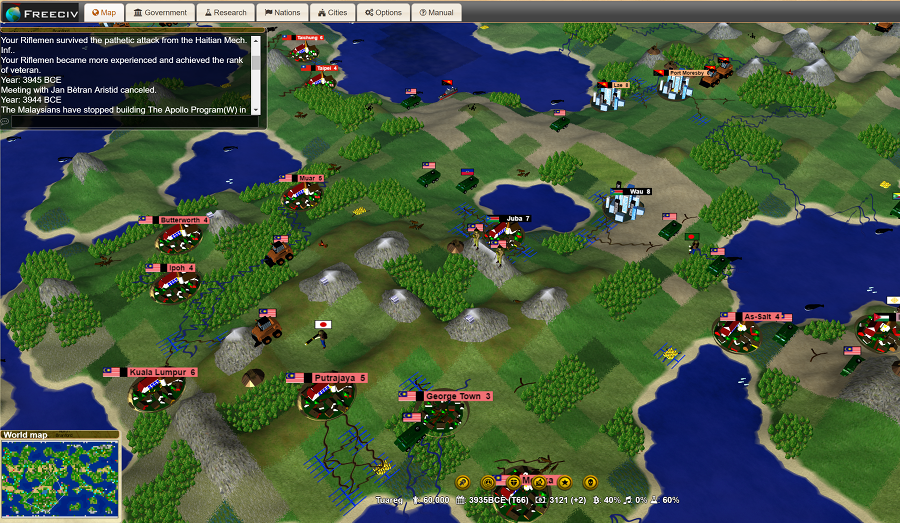 FREECIV Map Government Research Nations Cities Options Manual
Your Riflemen survived the pathetic attack from the Haitian Mech. Inf..
Your Riflemen became more experienced and achieved the rank
of veteran.
Year: 3945 BCE
Meeting with Jan Bètran Aristid canceled.
Year: 3944 BCE
The Malaysians have stopped building The Apollo Program(W) in
Taichung 6
Taipei 4
Lae 8
Port Moresby
Muar 5
Wau 8
Butterworth 4
Juba 7
Ipoh 4
As-Salt 4
Kuala Lumpur 6
Putrajaya 5
George Town 3
World map
Tuareg 60,000 3935BCE (T66) 3121 (+2) 40% 0% 60%